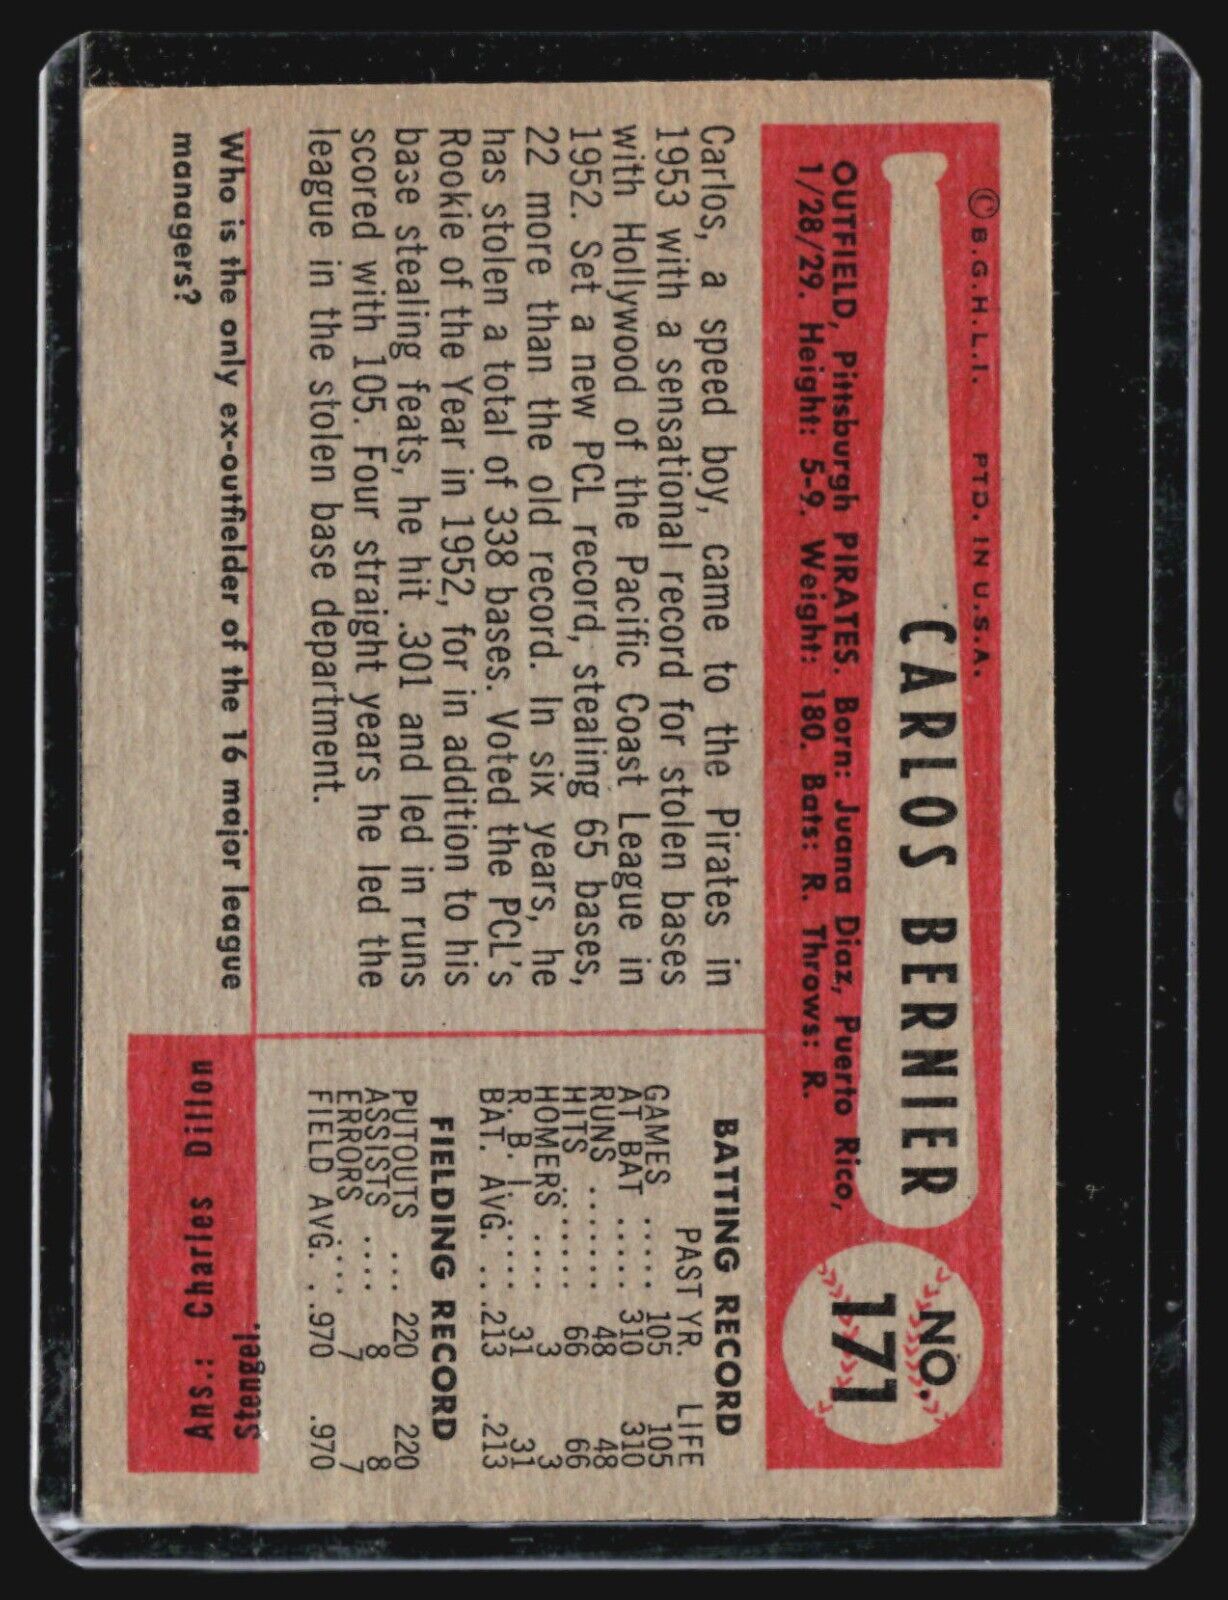 © B.G.H.L.I.    PTD. IN U.S.A.
CARLOS BERNIER
NO.
171
OUTFIELD, Pittsburgh PIRATES. Born: Juana Diaz, Puerto Rico,
1/28/29. Height: 5-9. Weight: 180. Bats: R. Throws: R.
Carlos, a speed boy, came to the Pirates in
1953 with a sensational record for stolen bases
with Hollywood of the Pacific Coast League in
1952. Set a new PCL record, stealing 65 bases,
22 more than the old record. In six years, he
has stolen a total of 338 bases. Voted the PCL's
Rookie of the Year in 1952, for in addition to his
base stealing feats, he hit .301 and led in runs
scored with 105. Four straight years he led the
league in the stolen base department.
BATTING RECORD
PAST YR. LIFE
GAMES ..... 105 105
AT BAT ..... 310 310
RUNS ....... 48 48
HITS ....... 66 66
HOMERS .... 3 3
R. B. I. .... 31 31
BAT. AVG. .. .213 .213
FIELDING RECORD
PUTOUTS ... 220 220
ASSISTS .... 8 8
ERRORS .... 7 7
FIELD AVG. . .970 .970
Who is the only ex-outfielder of the 16 major league
managers?
Ans.: Charles Dillon
Stengel.